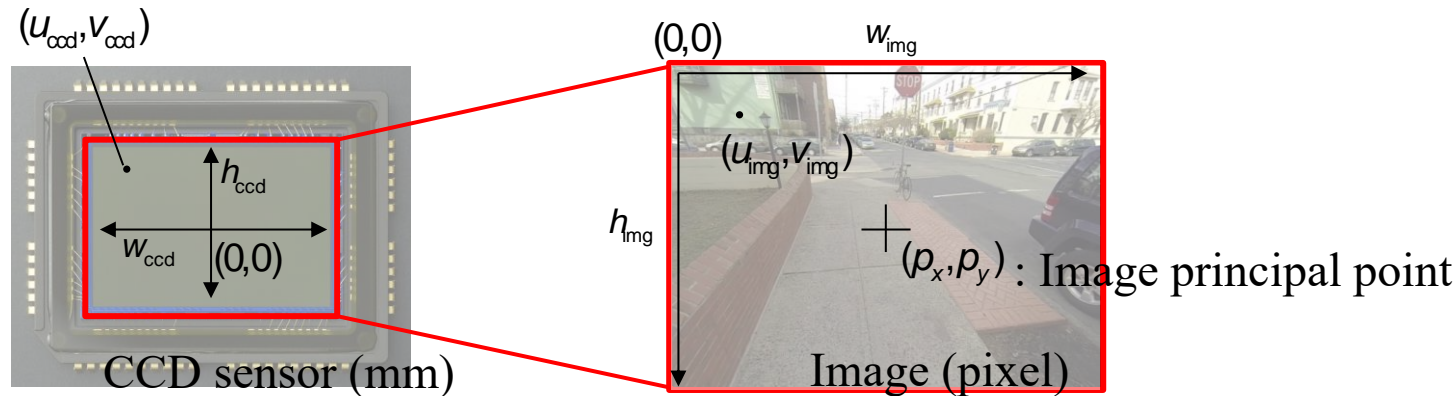 (u_ccd,v_ccd)
(0,0)
w_img
STOP
(u_img,v_img)
h_ccd
h_img
w_ccd
(0,0)
(p_x,p_y) : Image principal point
CCD sensor (mm)
Image (pixel)